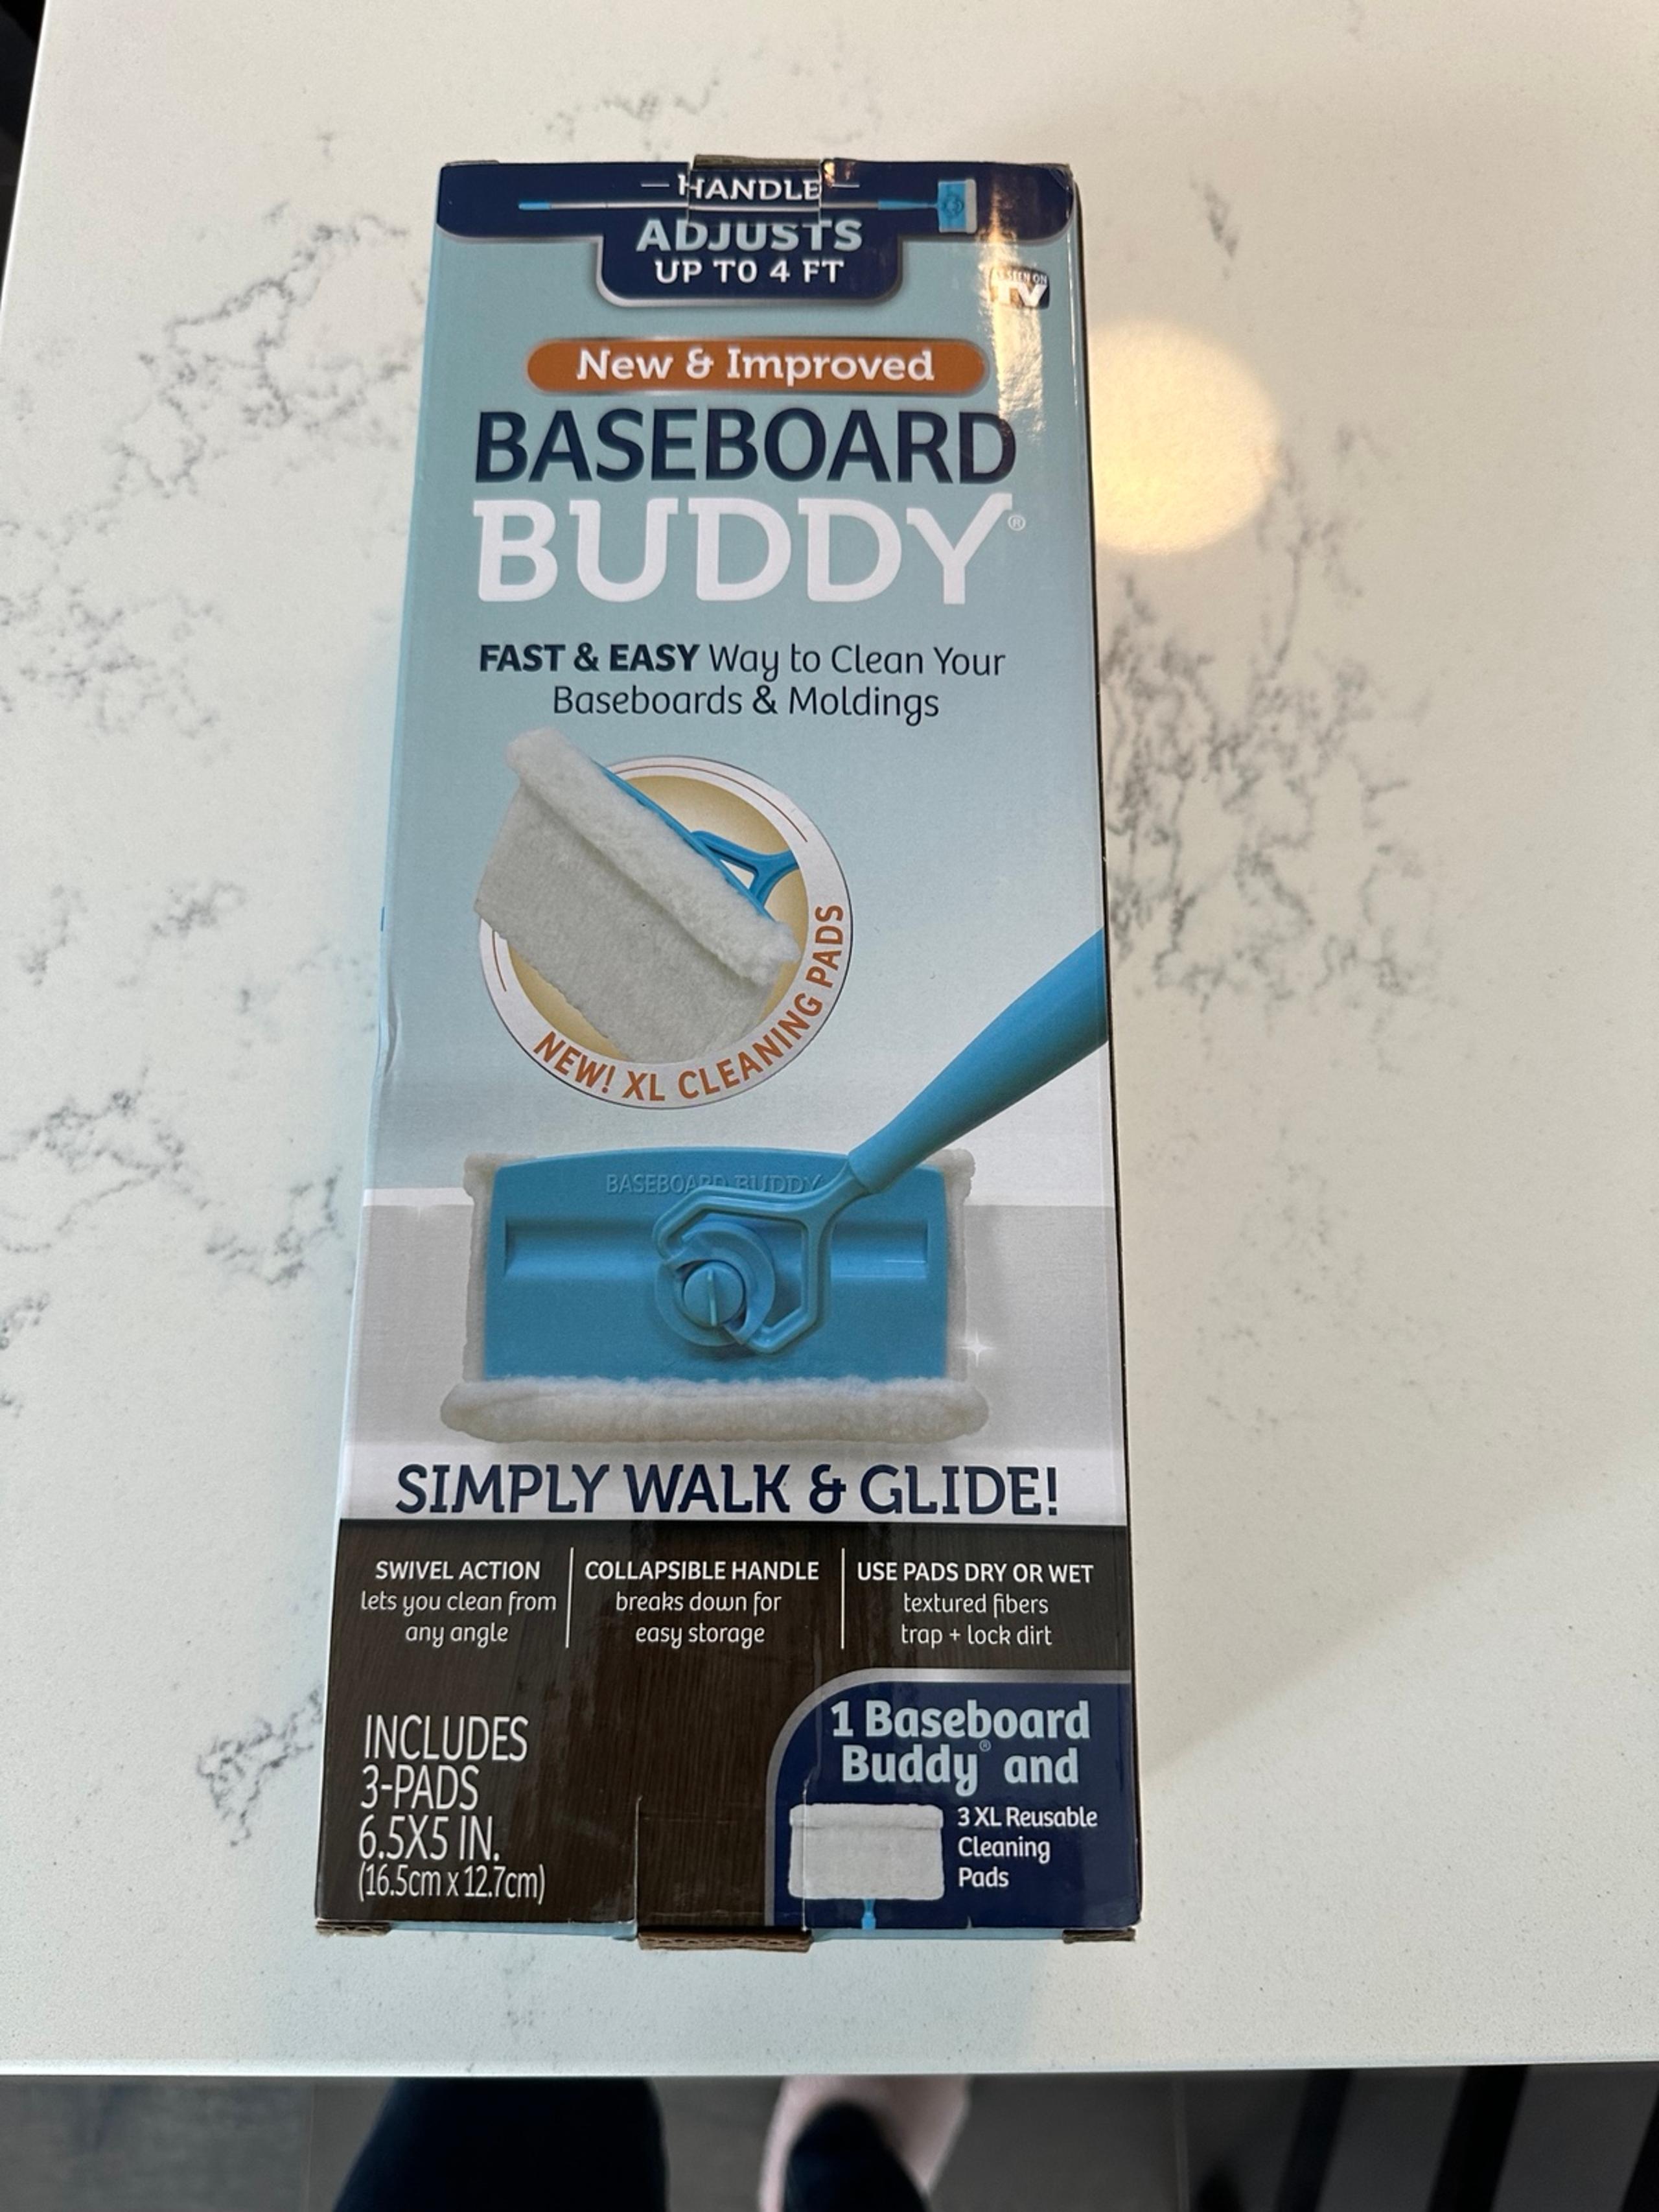 HANDLE
ADJUSTS
UP TO 4 FT
AS SEEN ON
TV
New & Improved
BASEBOARD
BUDDY®
FAST & EASY Way to Clean Your
Baseboards & Moldings
NEW! XL CLEANING PADS
BASEBOARD BUDDY
SIMPLY WALK & GLIDE!
SWIVEL ACTION
lets you clean from
any angle
COLLAPSIBLE HANDLE
breaks down for
easy storage
USE PADS DRY OR WET
textured fibers
trap + lock dirt
INCLUDES
3-PADS
6.5X5 IN.
(16.5cm x 12.7cm)
1 Baseboard
Buddy® and
3 XL Reusable
Cleaning
Pads